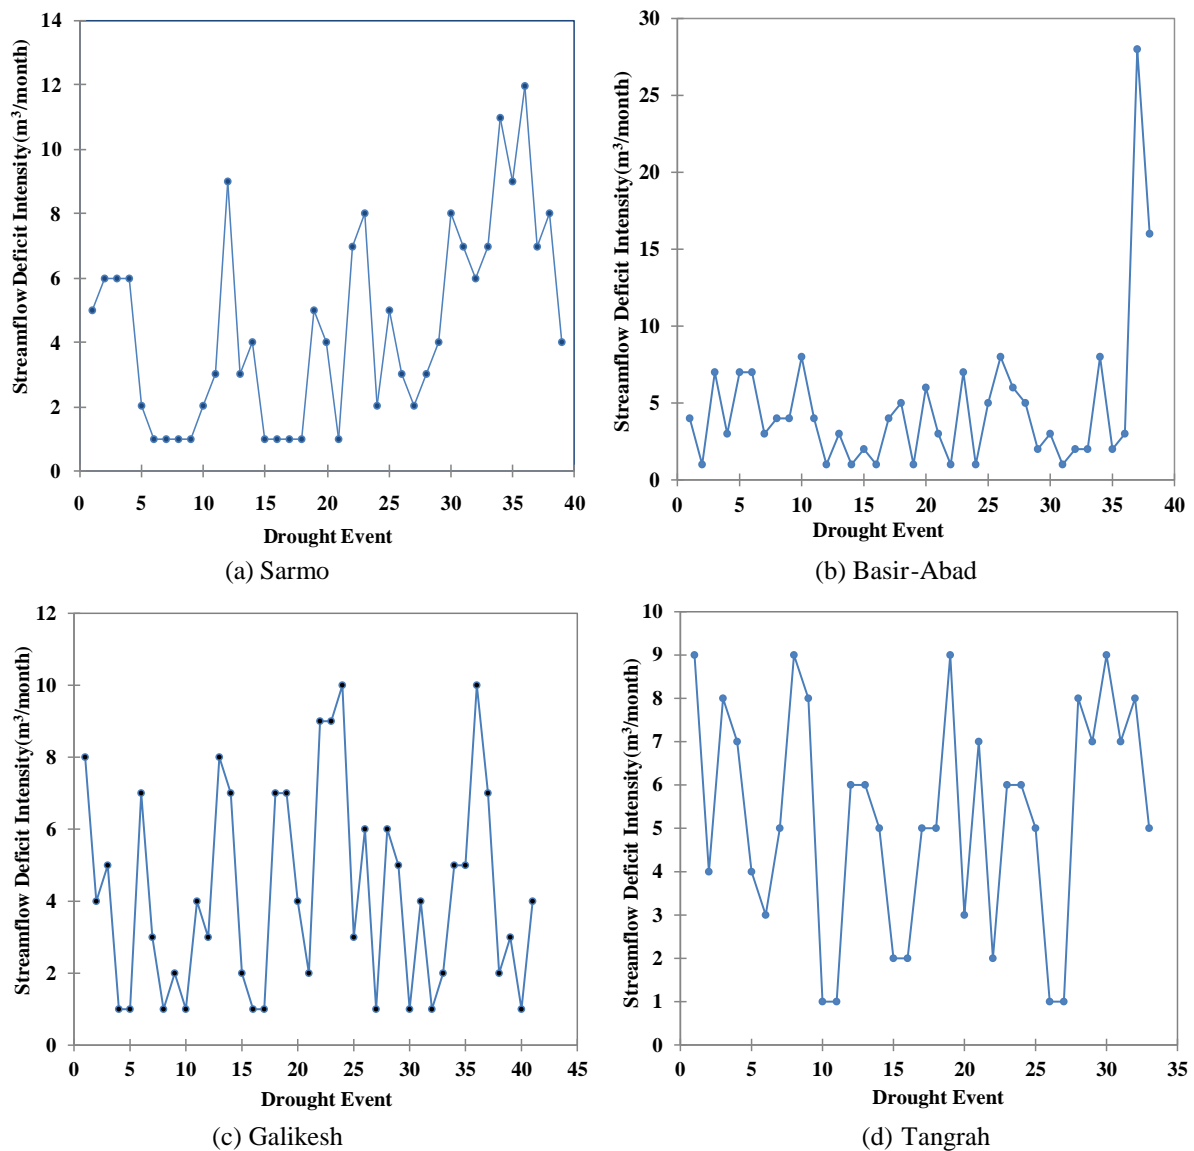 Streamflow Deficit Intensity(m³/month)
14
12
10
8
6
4
2
0
0 5 10 15 20 25 30 35 40
Drought Event
(a) Sarmo
Streamflow Deficit Intensity(m³/month)
30
25
20
15
10
5
0
0 5 10 15 20 25 30 35 40
Drought Event
(b) Basir-Abad
Streamflow Deficit Intensity(m³/month)
12
10
8
6
4
2
0
0 5 10 15 20 25 30 35 40 45
Drought Event
(c) Galikesh
Streamflow Deficit Intensity(m³/month)
10
9
8
7
6
5
4
3
2
1
0
0 5 10 15 20 25 30 35
Drought Event
(d) Tangrah